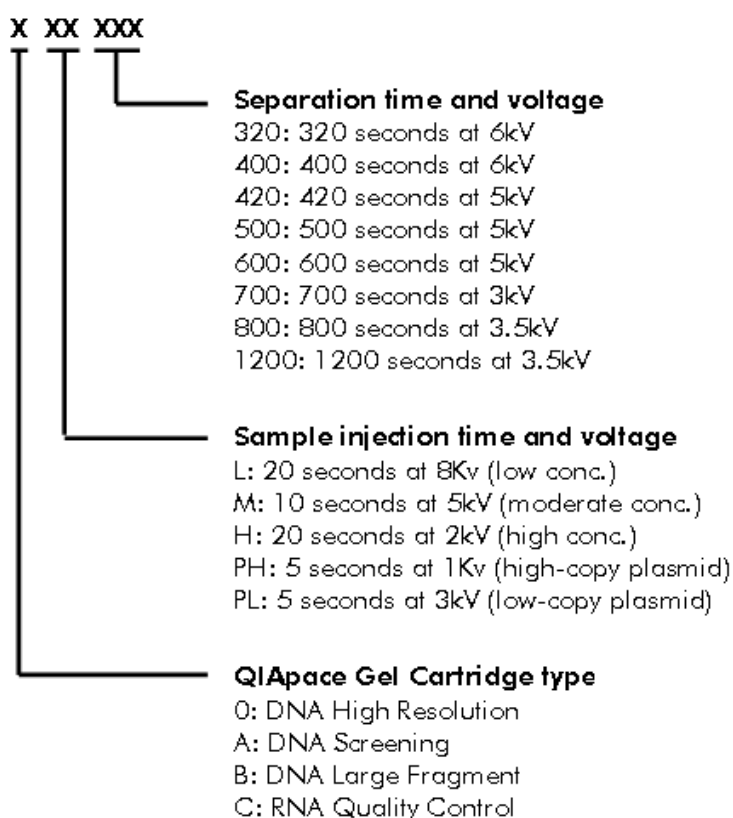 X XX XXX
Separation time and voltage
320: 320 seconds at 6kV
400: 400 seconds at 6kV
420: 420 seconds at 5kV
500: 500 seconds at 5kV
600: 600 seconds at 5kV
700: 700 seconds at 3kV
800: 800 seconds at 3.5kV
1200: 1200 seconds at 3.5kV
Sample injection time and voltage
L: 20 seconds at 8Kv (low conc.)
M: 10 seconds at 5kV (moderate conc.)
H: 20 seconds at 2kV (high conc.)
PH: 5 seconds at 1Kv (high-copy plasmid)
PL: 5 seconds at 3kV (low-copy plasmid)
QIApace Gel Cartridge type
0: DNA High Resolution
A: DNA Screening
B: DNA Large Fragment
C: RNA Quality Control